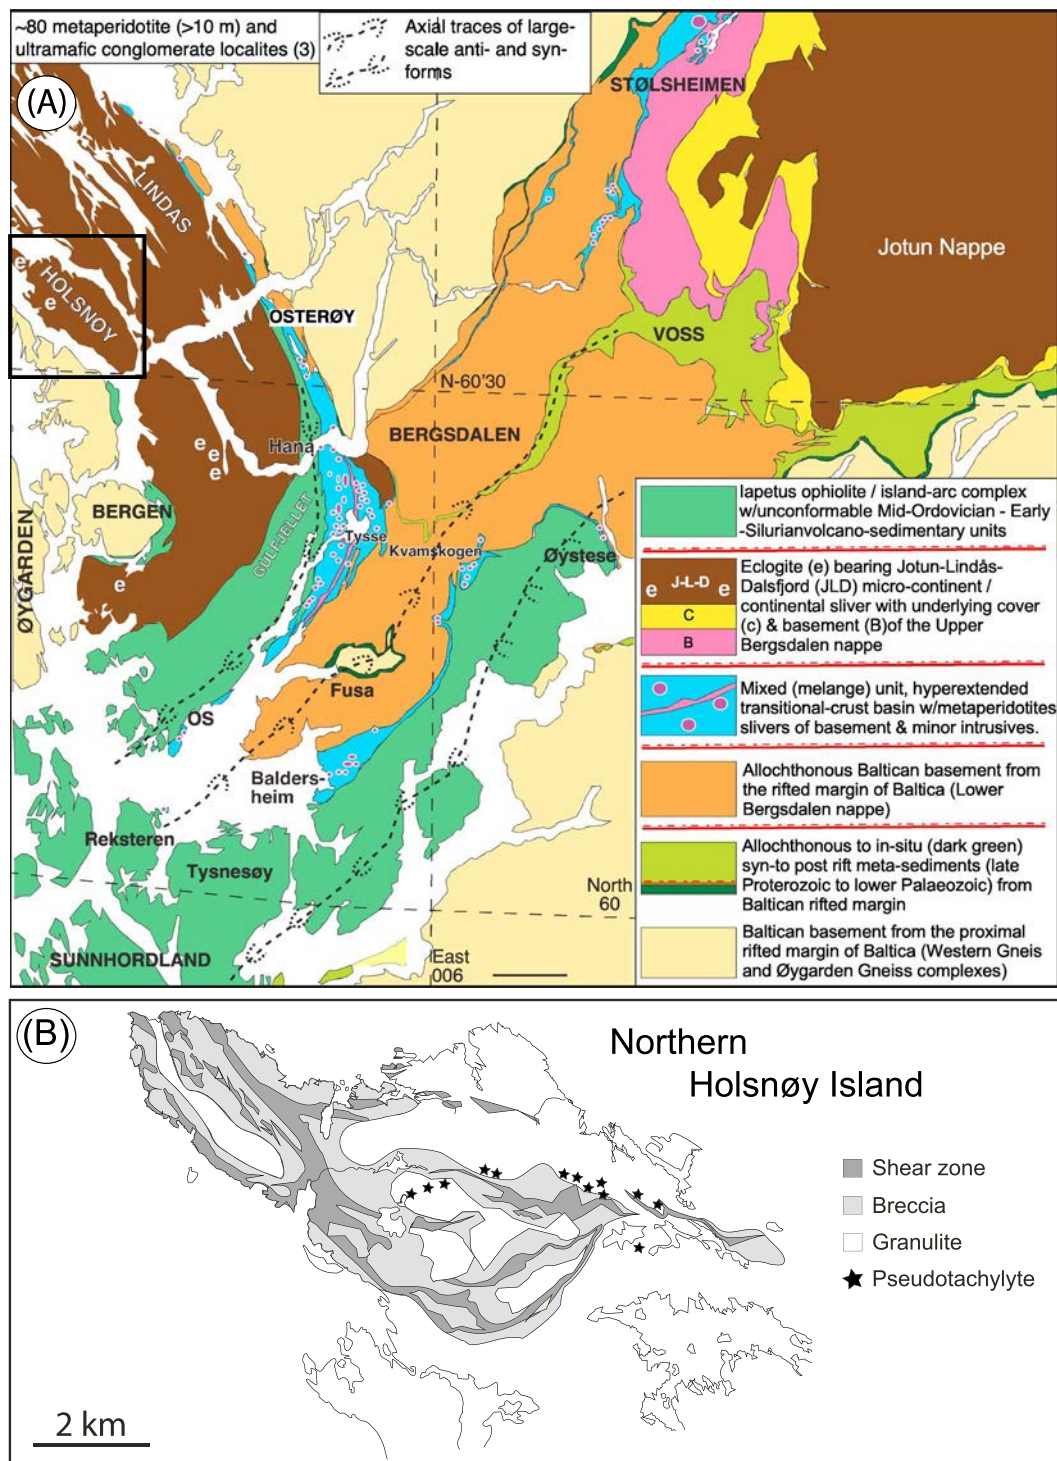 ~80 metaperidotite (>10 m) and
ultramafic conglomerate localites (3)
Axial traces of large-
scale anti- and syn-
forms
(A)
STØLSHEIMEN
LINDÅS
Jotun Nappe
HOLSNØY
e
e
OSTERØY
VOSS
N-60'30
BERGSDALEN
Hana
e
e
e
BERGEN
GULFJELLET
Tysse
Kvamskogen
Øystese
ØYGARDEN
e
Fusa
OS
Balders-
heim
Reksteren
Tysnesøy
North
60
SUNNHORDLAND
East
006
Iapetus ophiolite / island-arc complex
w/unconformable Mid-Ordovician - Early
-Silurianvolcano-sedimentary units
e J-L-D e
C
B
Eclogite (e) bearing Jotun-Lindås-
Dalsfjord (JLD) micro-continent /
continental sliver with underlying cover
(c) & basement (B)of the Upper
Bergsdalen nappe
Mixed (melange) unit, hyperextended
transitional-crust basin w/metaperidotites
slivers of basement & minor intrusives.
Allochthonous Baltican basement from
the rifted margin of Baltica (Lower
Bergsdalen nappe)
Allochthonous to in-situ (dark green)
syn-to post rift meta-sediments (late
Proterozoic to lower Palaeozoic) from
Baltican rifted margin
Baltican basement from the proximal
rifted margin of Baltica (Western Gneis
and Øygarden Gneiss complexes)
(B)
Northern
Holsnøy Island
Shear zone
Breccia
Granulite
Pseudotachylyte
2 km